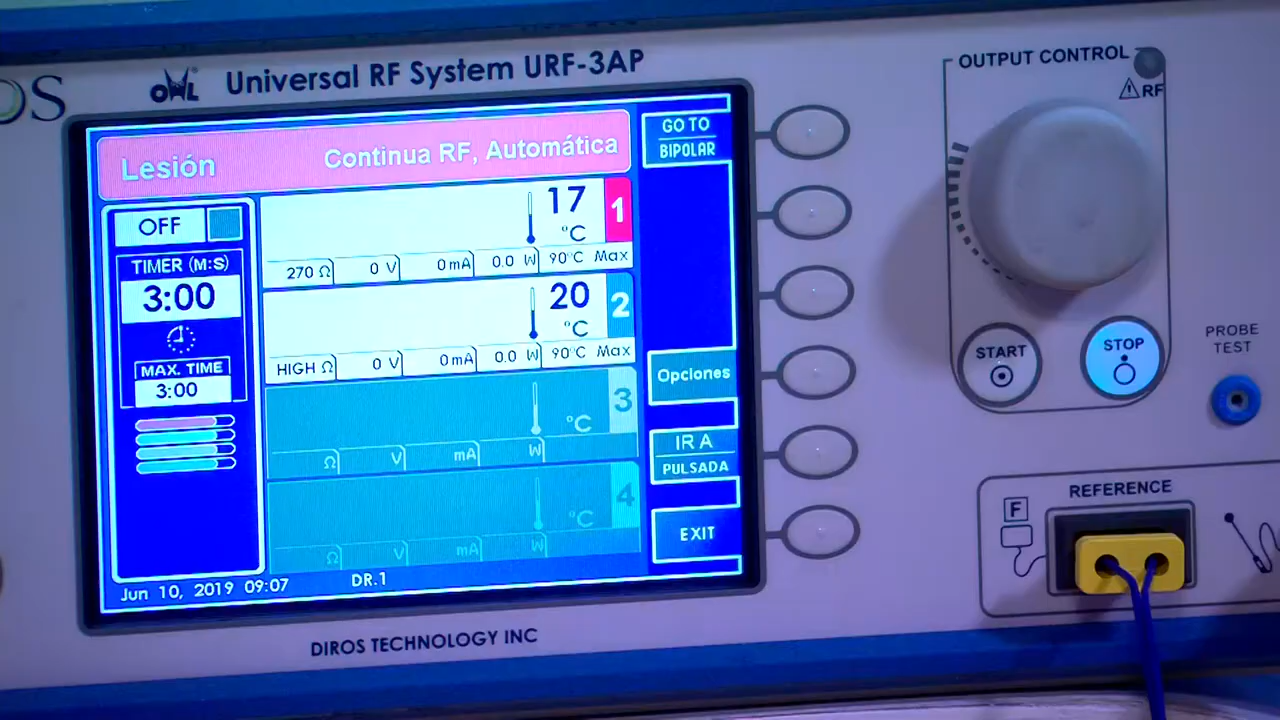 OS
OWL Universal RF System URF-3AP
Lesión Continua RF, Automática
OFF
TIMER (M:S)
3:00
MAX. TIME
3:00
17 °C 1
270 Ω 0 V 0 mA 0.0 W 90°C Max
20 °C 2
HIGH Ω 0 V 0 mA 0.0 W 90°C Max
°C 3
Ω V mA W
°C 4
Ω V mA W
Jun 10, 2019 09:07 DR.1
GO TO
BIPOLAR
Opciones
IR A
PULSADA
EXIT
DIROS TECHNOLOGY INC
OUTPUT CONTROL
RF
START
STOP
PROBE
TEST
REFERENCE
F